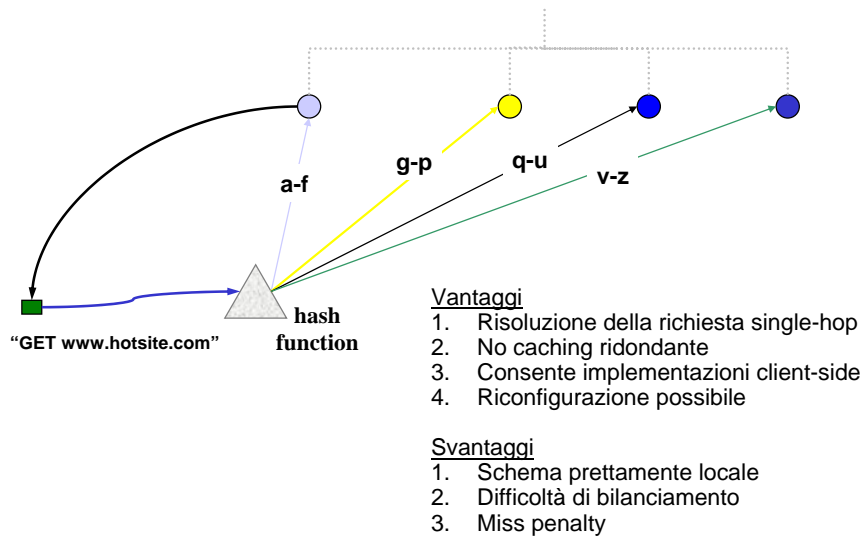 a-f
g-p
q-u
v-z
hash
function
“GET www.hotsite.com”
Vantaggi
1. Risoluzione della richiesta single-hop
2. No caching ridondante
3. Consente implementazioni client-side
4. Riconfigurazione possibile
Svantaggi
1. Schema prettamente locale
2. Difficoltà di bilanciamento
3. Miss penalty